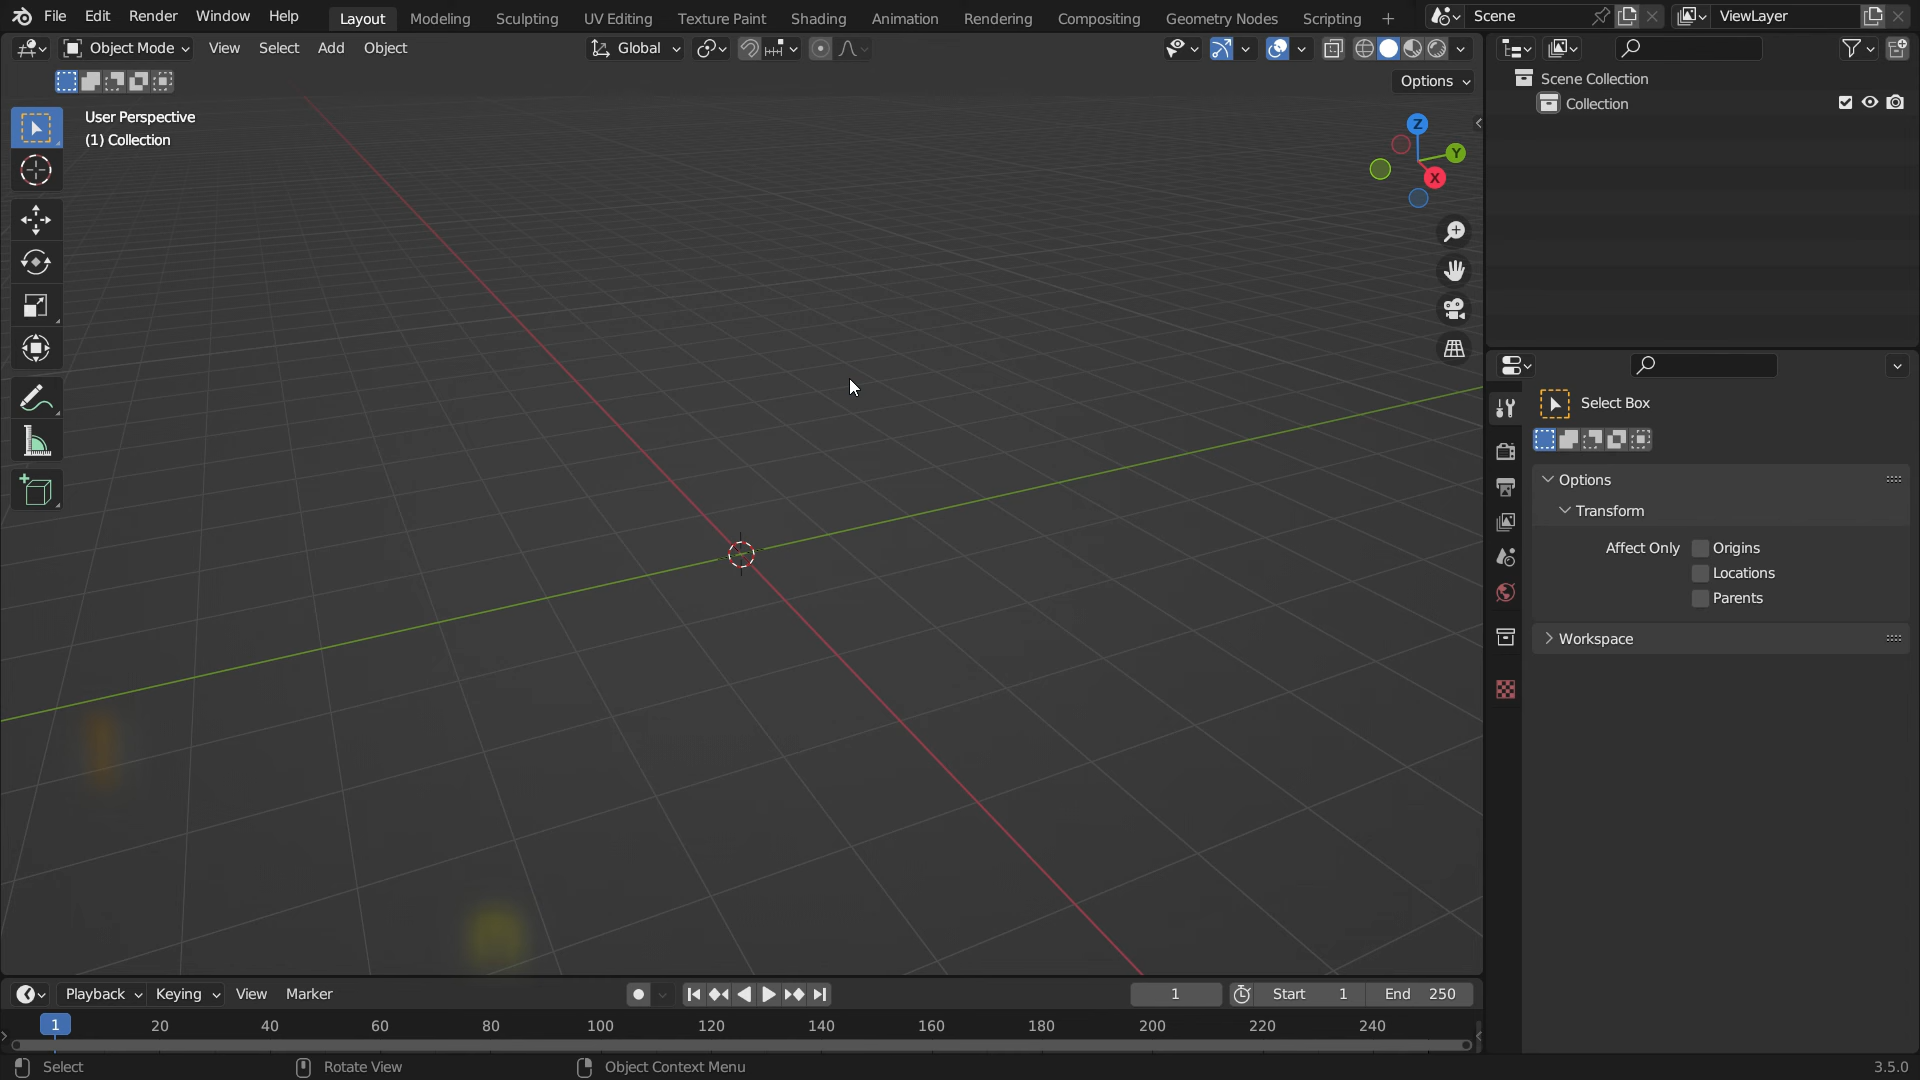 File Edit Render Window Help Layout Modeling Sculpting UV Editing Texture Paint Shading Animation Rendering Compositing Geometry Nodes Scripting + Scene ViewLayer
Object Mode View Select Add Object Global
Options
User Perspective
(1) Collection
Z
Y
X
Scene Collection
Collection
Select Box
Options
Transform
Affect Only Origins
Locations
Parents
Workspace
Playback Keying View Marker 1 Start 1 End 250
1 20 40 60 80 100 120 140 160 180 200 220 240
Select Rotate View Object Context Menu 3.5.0